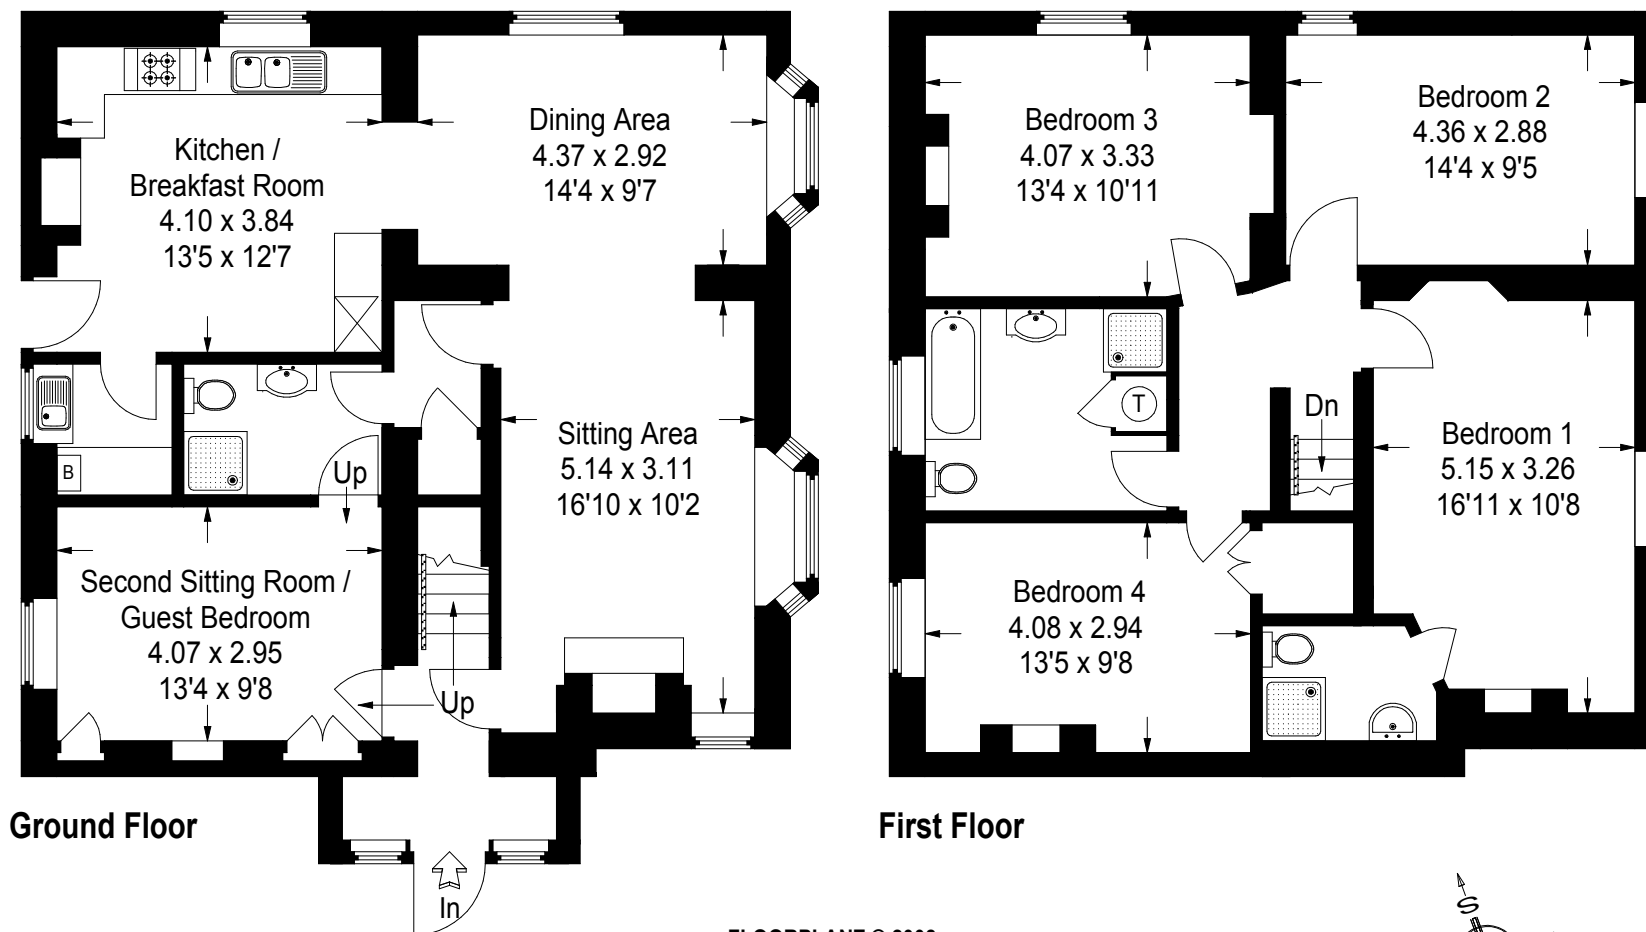 Kitchen /
Breakfast Room
4.10 x 3.84
13'5 x 12'7
Dining Area
4.37 x 2.92
14'4 x 9'7
Sitting Area
5.14 x 3.11
16'10 x 10'2
B
Up
Second Sitting Room /
Guest Bedroom
4.07 x 2.95
13'4 x 9'8
Up
In
Ground Floor
Bedroom 3
4.07 x 3.33
13'4 x 10'11
Bedroom 2
4.36 x 2.88
14'4 x 9'5
T
Dn
Bedroom 1
5.15 x 3.26
16'11 x 10'8
Bedroom 4
4.08 x 2.94
13'5 x 9'8
First Floor
S